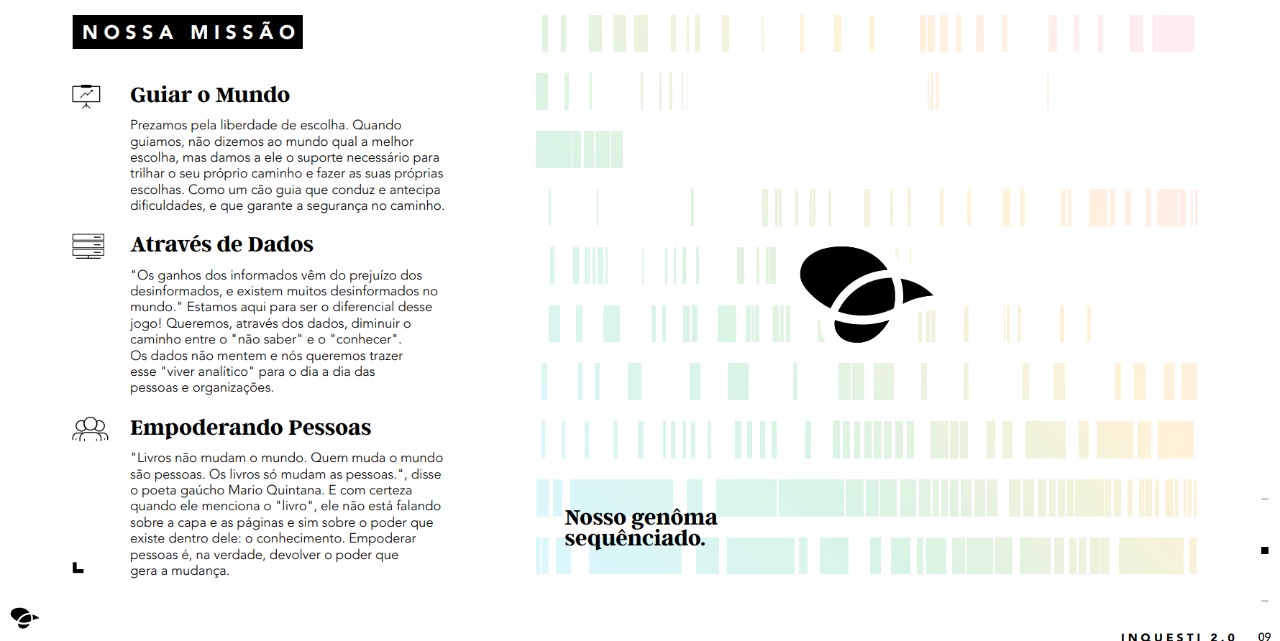 NOSSA MISSÃO
Guiar o Mundo
Prezamos pela liberdade de escolha. Quando
guiamos, não dizemos ao mundo qual a melhor
escolha, mas damos a ele o suporte necessário para
trilhar o seu próprio caminho e fazer as suas próprias
escolhas. Como um cão guia que conduz e antecipa
dificuldades, e que garante a segurança no caminho.
Através de Dados
"Os ganhos dos informados vêm do prejuízo dos
desinformados, e existem muitos desinformados no
mundo." Estamos aqui para ser o diferencial desse
jogo! Queremos, através dos dados, diminuir o
caminho entre o "não saber" e o "conhecer".
Os dados não mentem e nós queremos trazer
esse "viver analítico" para o dia a dia das
pessoas e organizações.
Empoderando Pessoas
"Livros não mudam o mundo. Quem muda o mundo
são pessoas. Os livros só mudam as pessoas.", disse
o poeta gaúcho Mario Quintana. E com certeza
quando ele menciona o "livro", ele não está falando
sobre a capa e as páginas e sim sobre o poder que
existe dentro dele: o conhecimento. Empoderar
pessoas é, na verdade, devolver o poder que
gera a mudança.
Nosso genôma
sequênciado.
INQUESTI 2.0 09